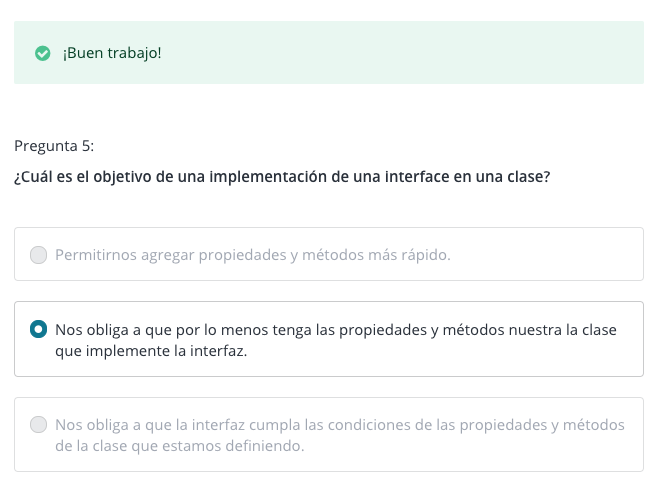 ¡Buen trabajo!
Pregunta 5:
¿Cuál es el objetivo de una implementación de una interface en una clase?
Permitirnos agregar propiedades y métodos más rápido.
Nos obliga a que por lo menos tenga las propiedades y métodos nuestra la clase
que implemente la interfaz.
Nos obliga a que la interfaz cumpla las condiciones de las propiedades y métodos
de la clase que estamos definiendo.